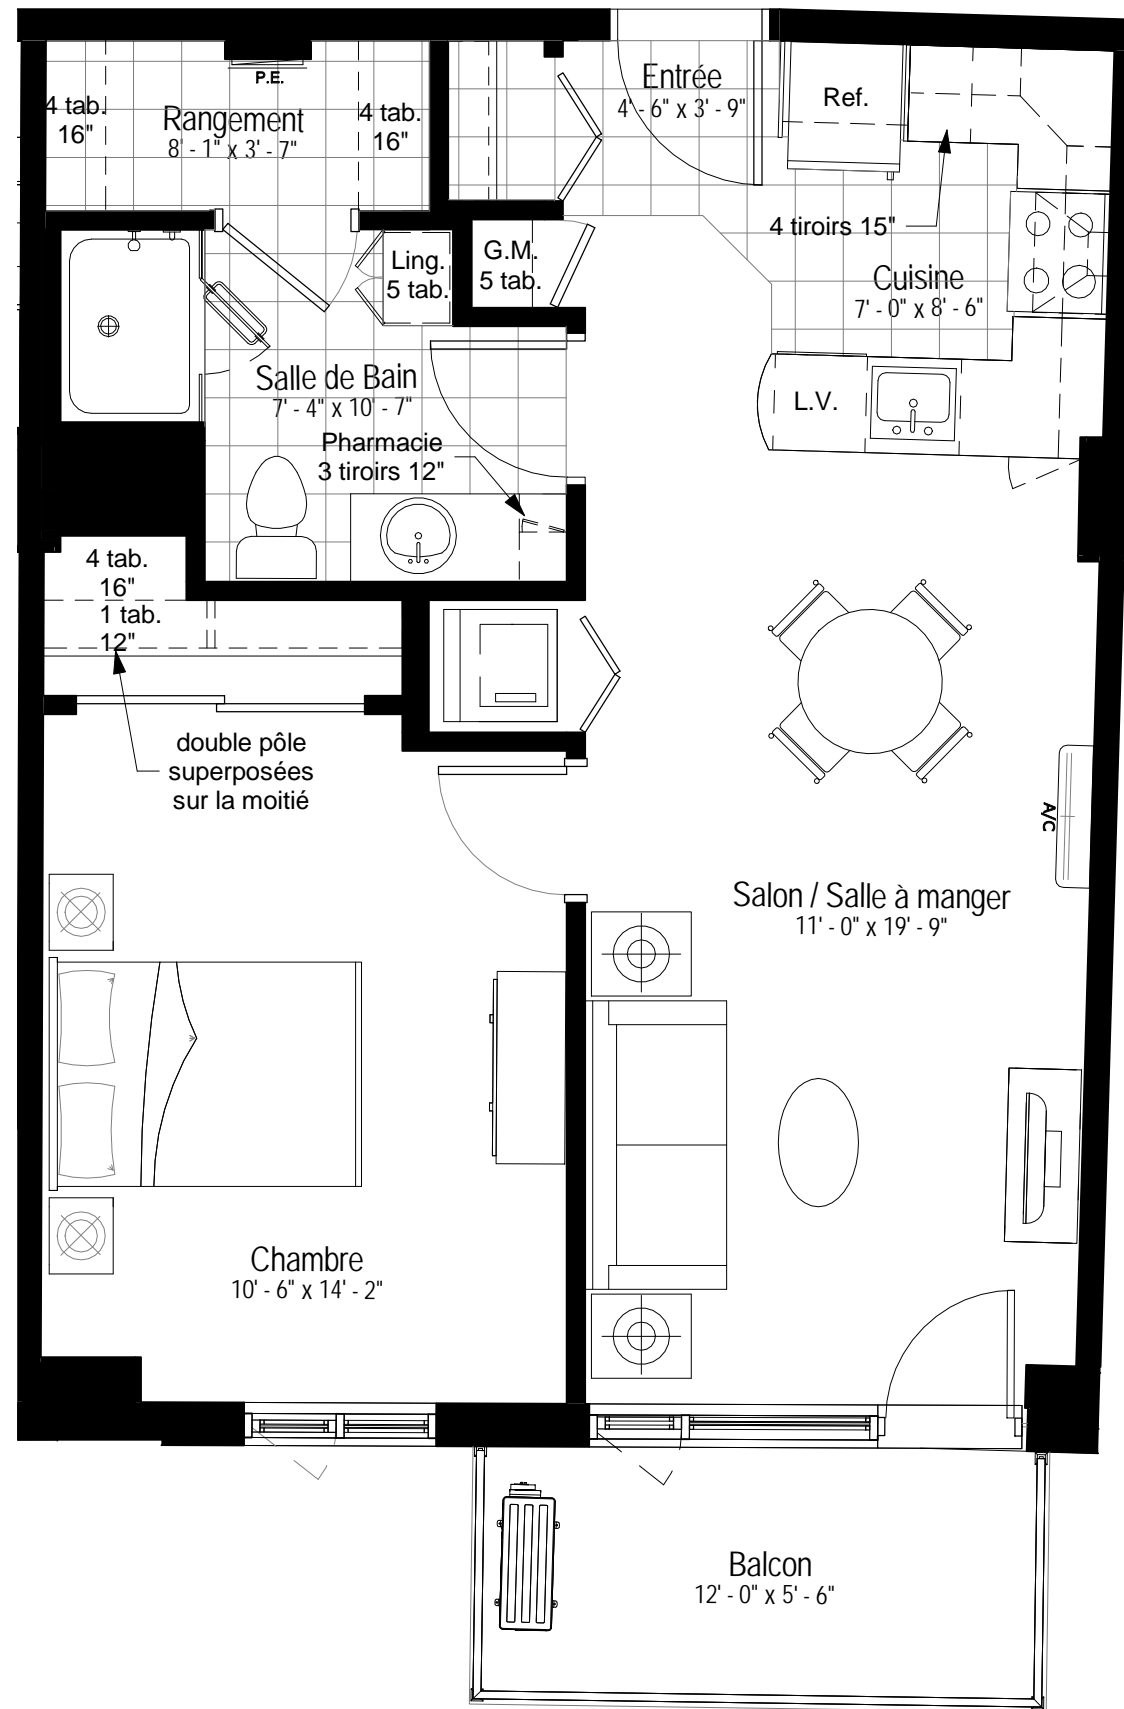 Entrée
4' - 6" x 3' - 9"
P.E.
4 tab.
16"
Rangement
8' - 1" x 3' - 7"
4 tab.
16"
Ref.
4 tiroirs 15"
Ling.
5 tab.
G.M.
5 tab.
Cuisine
7' - 0" x 8' - 6"
Salle de Bain
7' - 4" x 10' - 7"
L.V.
Pharmacie
3 tiroirs 12"
4 tab.
16"
1 tab.
12"
double pôle
superposées
sur la moitié
A/C
Salon / Salle à manger
11' - 0" x 19' - 9"
Chambre
10' - 6" x 14' - 2"
Balcon
12' - 0" x 5' - 6"